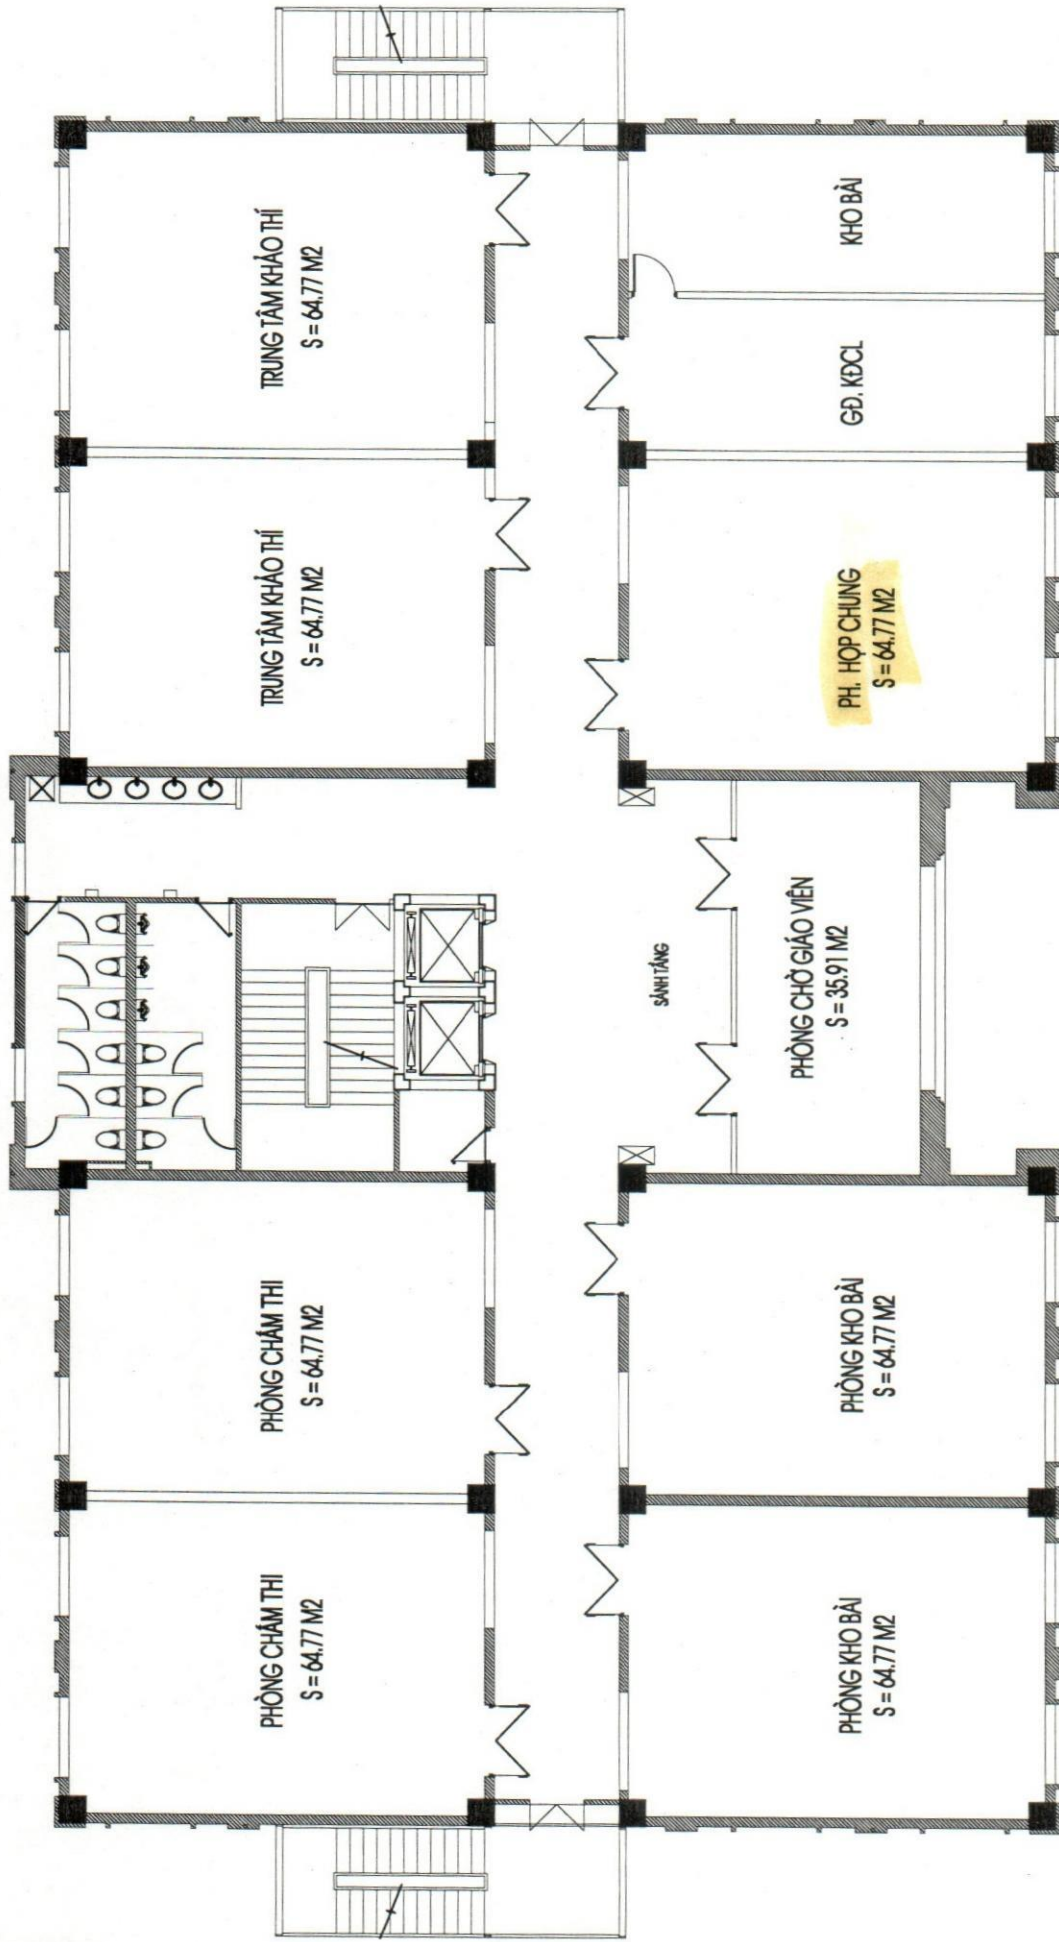 PHÒNG CHẤM THI
S = 64.77 M2
PHÒNG CHẤM THI
S = 64.77 M2
TRUNG TÂM KHẢO THÍ
S = 64.77 M2
TRUNG TÂM KHẢO THÍ
S = 64.77 M2
SẢNH TẦNG
PHÒNG CHỜ GIÁO VIÊN
S = 35.91 M2
PHÒNG KHO BÀI
S = 64.77 M2
PHÒNG KHO BÀI
S = 64.77 M2
PH. HỌP CHUNG
S = 64.77 M2
GĐ. KĐCL
KHO BÀI